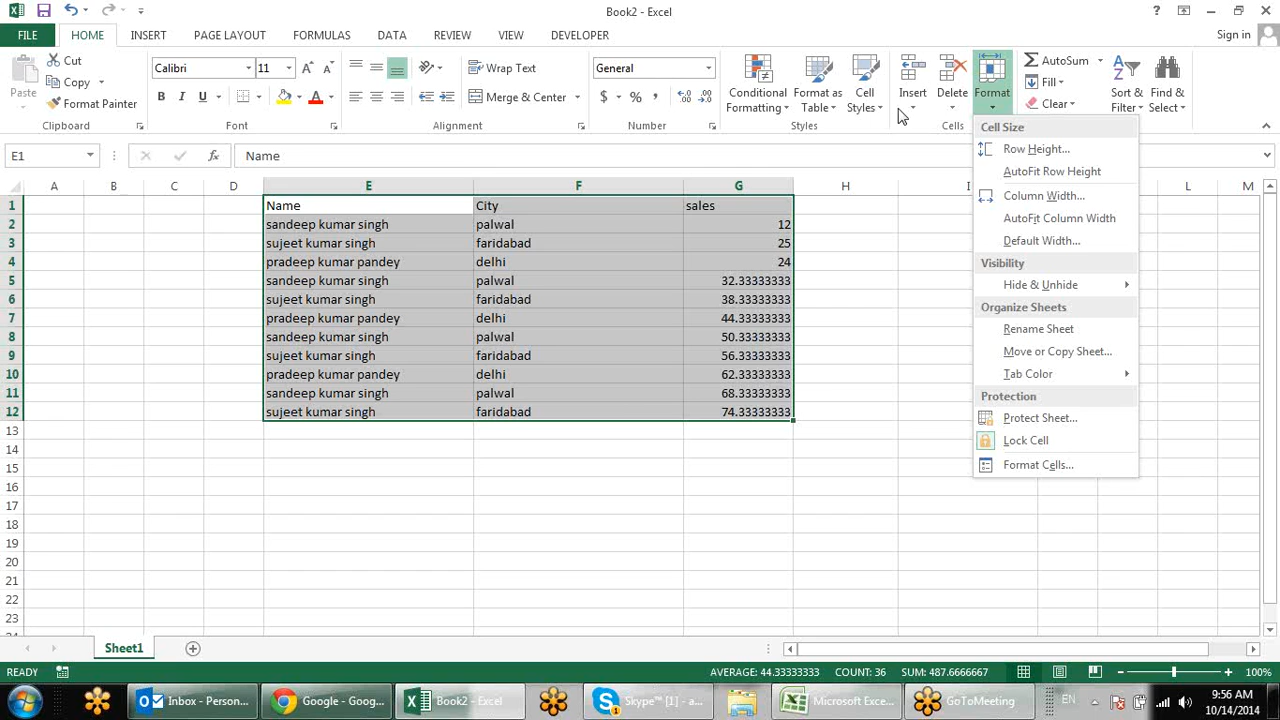 Book2 - Excel
?
FILE HOME INSERT PAGE LAYOUT FORMULAS DATA REVIEW VIEW DEVELOPER Sign in
Paste
Cut
Copy
Format Painter
Clipboard
Calibri 11
B I U
Font
Wrap Text
Merge & Center
Alignment
General
$ % ,
Number
Conditional Formatting
Format as Table
Cell Styles
Styles
Insert
Delete
Format
Cells
AutoSum
Fill
Clear
Sort & Filter
Find & Select
E1 fx Name
A B C D E F G H I L M
1 Name City sales
2 sandeep kumar singh palwal 12
3 sujeet kumar singh faridabad 25
4 pradeep kumar pandey delhi 24
5 sandeep kumar singh palwal 32.33333333
6 sujeet kumar singh faridabad 38.33333333
7 pradeep kumar pandey delhi 44.33333333
8 sandeep kumar singh palwal 50.33333333
9 sujeet kumar singh faridabad 56.33333333
10 pradeep kumar pandey delhi 62.33333333
11 sandeep kumar singh palwal 68.33333333
12 sujeet kumar singh faridabad 74.33333333
13
14
15
16
17
18
19
20
21
22
23
Cell Size
Row Height...
AutoFit Row Height
Column Width...
AutoFit Column Width
Default Width...
Visibility
Hide & Unhide
Organize Sheets
Rename Sheet
Move or Copy Sheet...
Tab Color
Protection
Protect Sheet...
Lock Cell
Format Cells...
Sheet1
READY AVERAGE: 44.33333333 COUNT: 36 SUM: 487.6666667 100%
Inbox - Person...
Google - Goog...
Book2 - Excel
Skype™ [1] - a...
Microsoft Exce...
GoToMeeting
EN
9:56 AM
10/14/2014